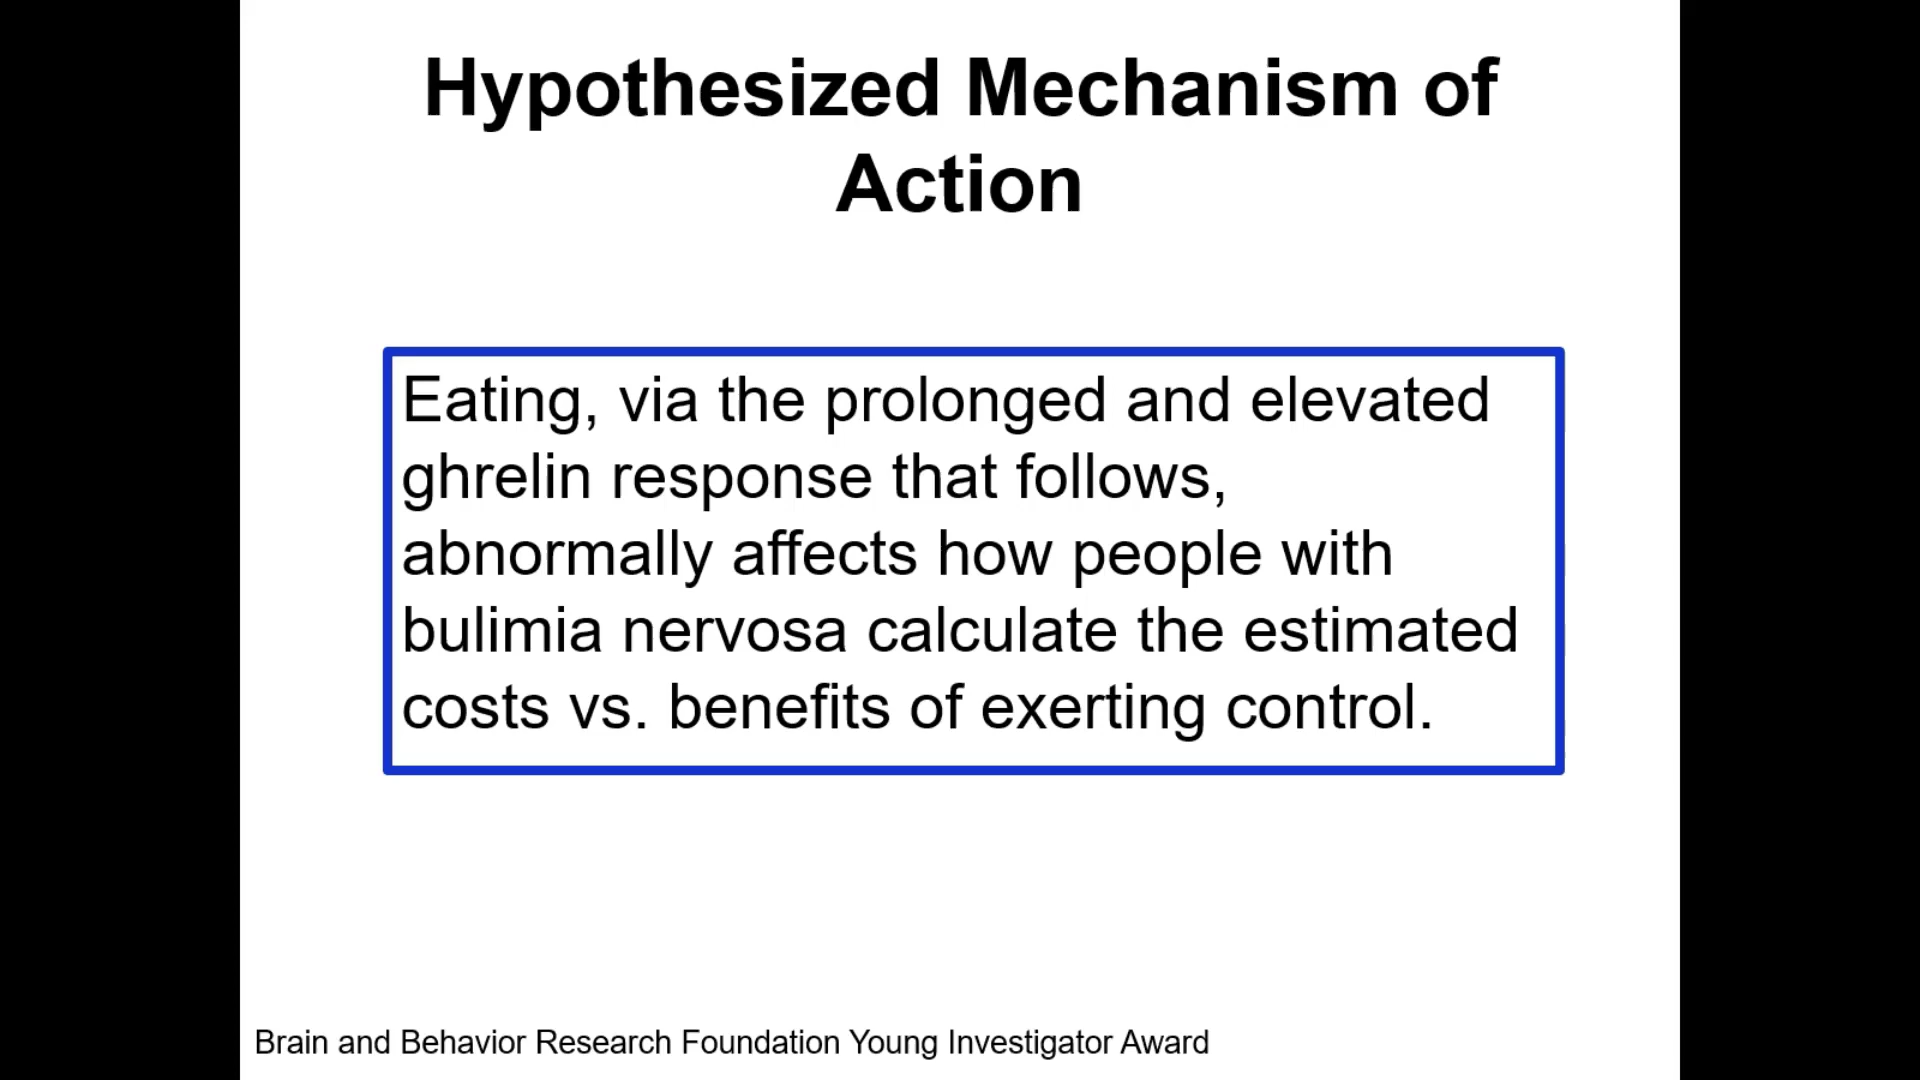 Hypothesized Mechanism of
Action
Eating, via the prolonged and elevated
ghrelin response that follows,
abnormally affects how people with
bulimia nervosa calculate the estimated
costs vs. benefits of exerting control.
Brain and Behavior Research Foundation Young Investigator Award